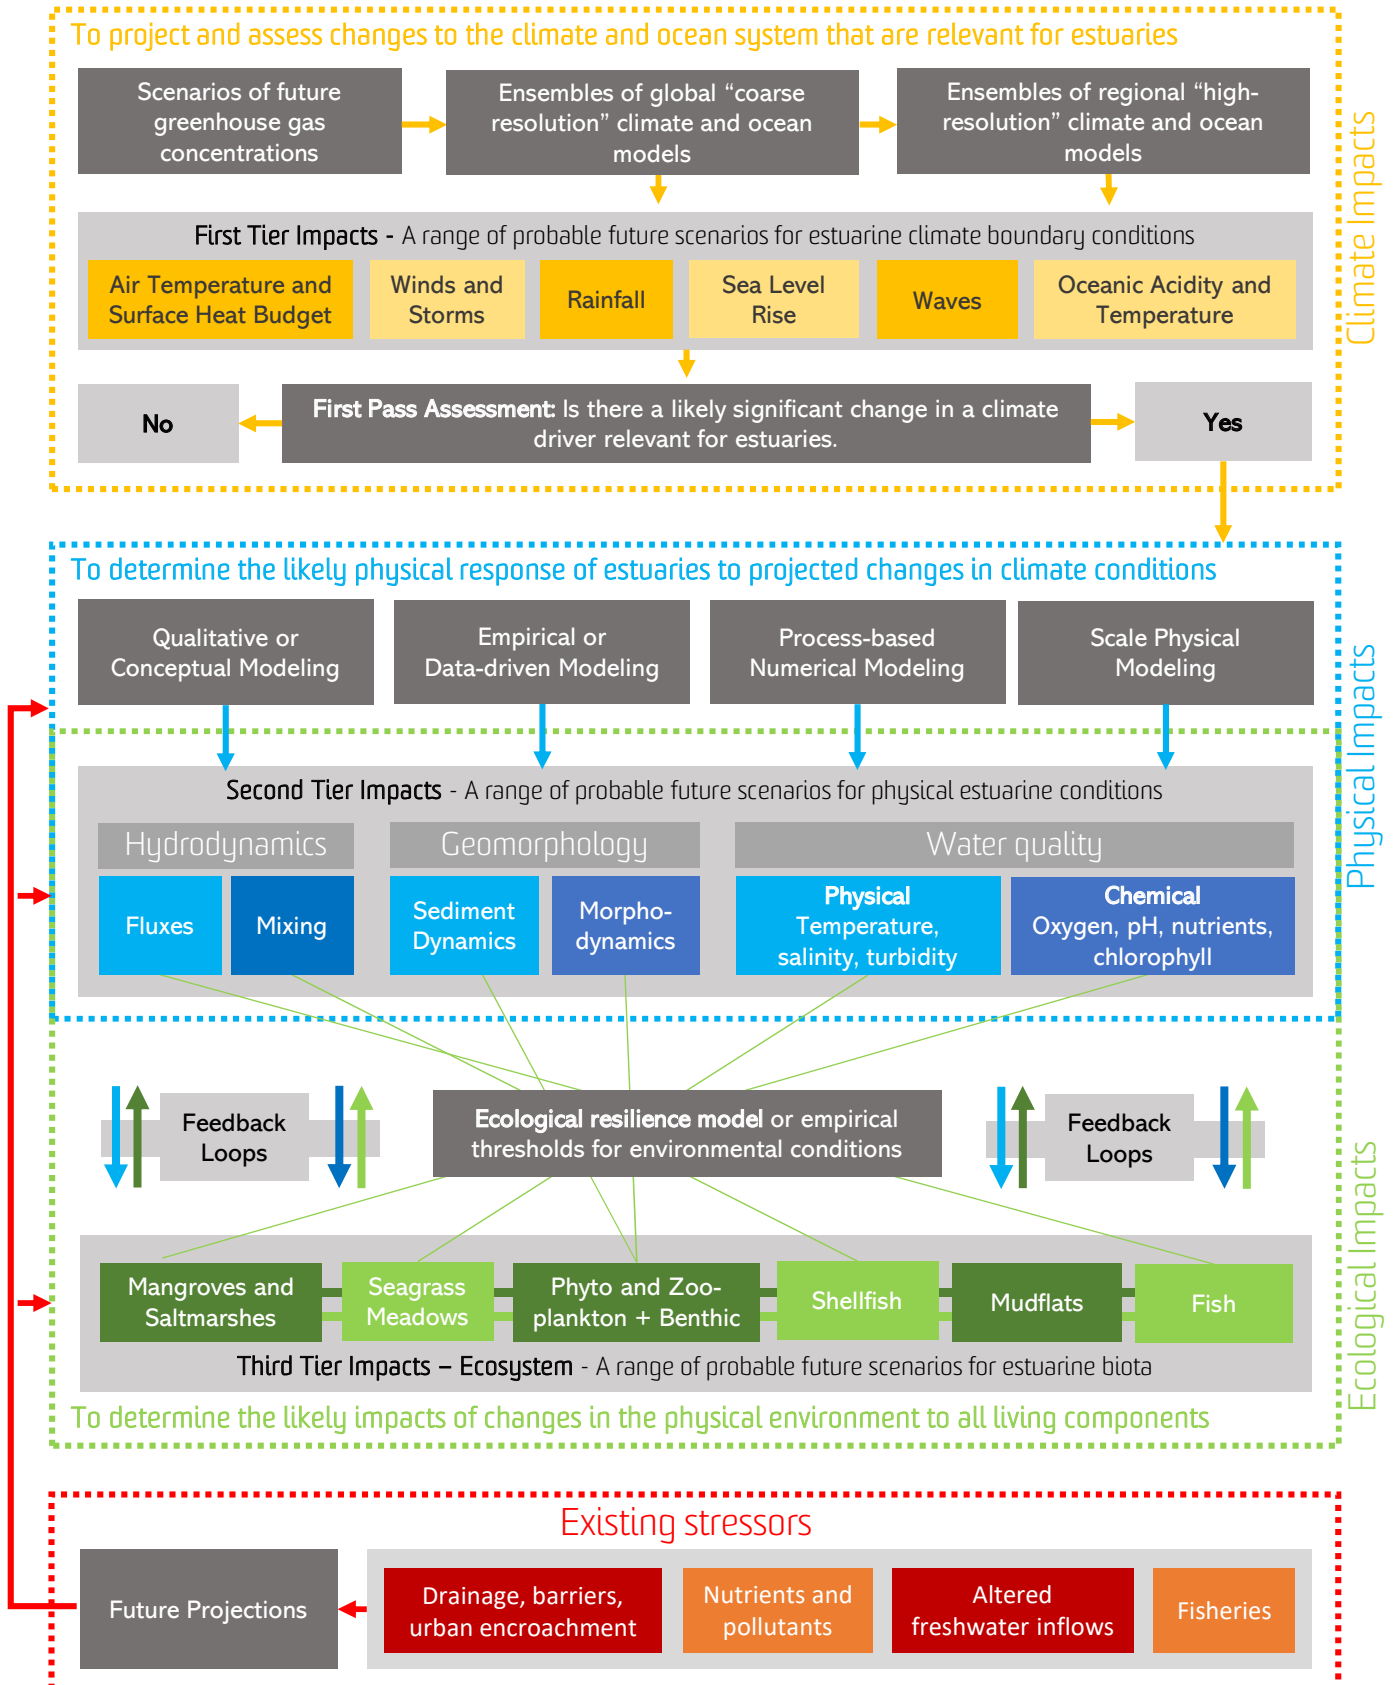 To project and assess changes to the climate and ocean system that are relevant for estuaries
Scenarios of future
greenhouse gas
concentrations
Ensembles of global “coarse
resolution” climate and ocean
models
Ensembles of regional “high-
resolution” climate and ocean
models
Climate Impacts
First Tier Impacts - A range of probable future scenarios for estuarine climate boundary conditions
Air Temperature and
Surface Heat Budget
Winds and
Storms
Rainfall
Sea Level
Rise
Waves
Oceanic Acidity and
Temperature
No
First Pass Assessment: Is there a likely significant change in a climate
driver relevant for estuaries.
Yes
To determine the likely physical response of estuaries to projected changes in climate conditions
Qualitative or
Conceptual Modeling
Empirical or
Data-driven Modeling
Process-based
Numerical Modeling
Scale Physical
Modeling
Physical Impacts
Second Tier Impacts - A range of probable future scenarios for physical estuarine conditions
Hydrodynamics
Geomorphology
Water quality
Fluxes
Mixing
Sediment
Dynamics
Morpho-
dynamics
Physical
Temperature,
salinity, turbidity
Chemical
Oxygen, pH, nutrients,
chlorophyll
Feedback
Loops
Ecological resilience model or empirical
thresholds for environmental conditions
Feedback
Loops
Ecological Impacts
Mangroves and
Saltmarshes
Seagrass
Meadows
Phyto and Zoo-
plankton + Benthic
Shellfish
Mudflats
Fish
Third Tier Impacts – Ecosystem - A range of probable future scenarios for estuarine biota
To determine the likely impacts of changes in the physical environment to all living components
Existing stressors
Future Projections
Drainage, barriers,
urban encroachment
Nutrients and
pollutants
Altered
freshwater inflows
Fisheries